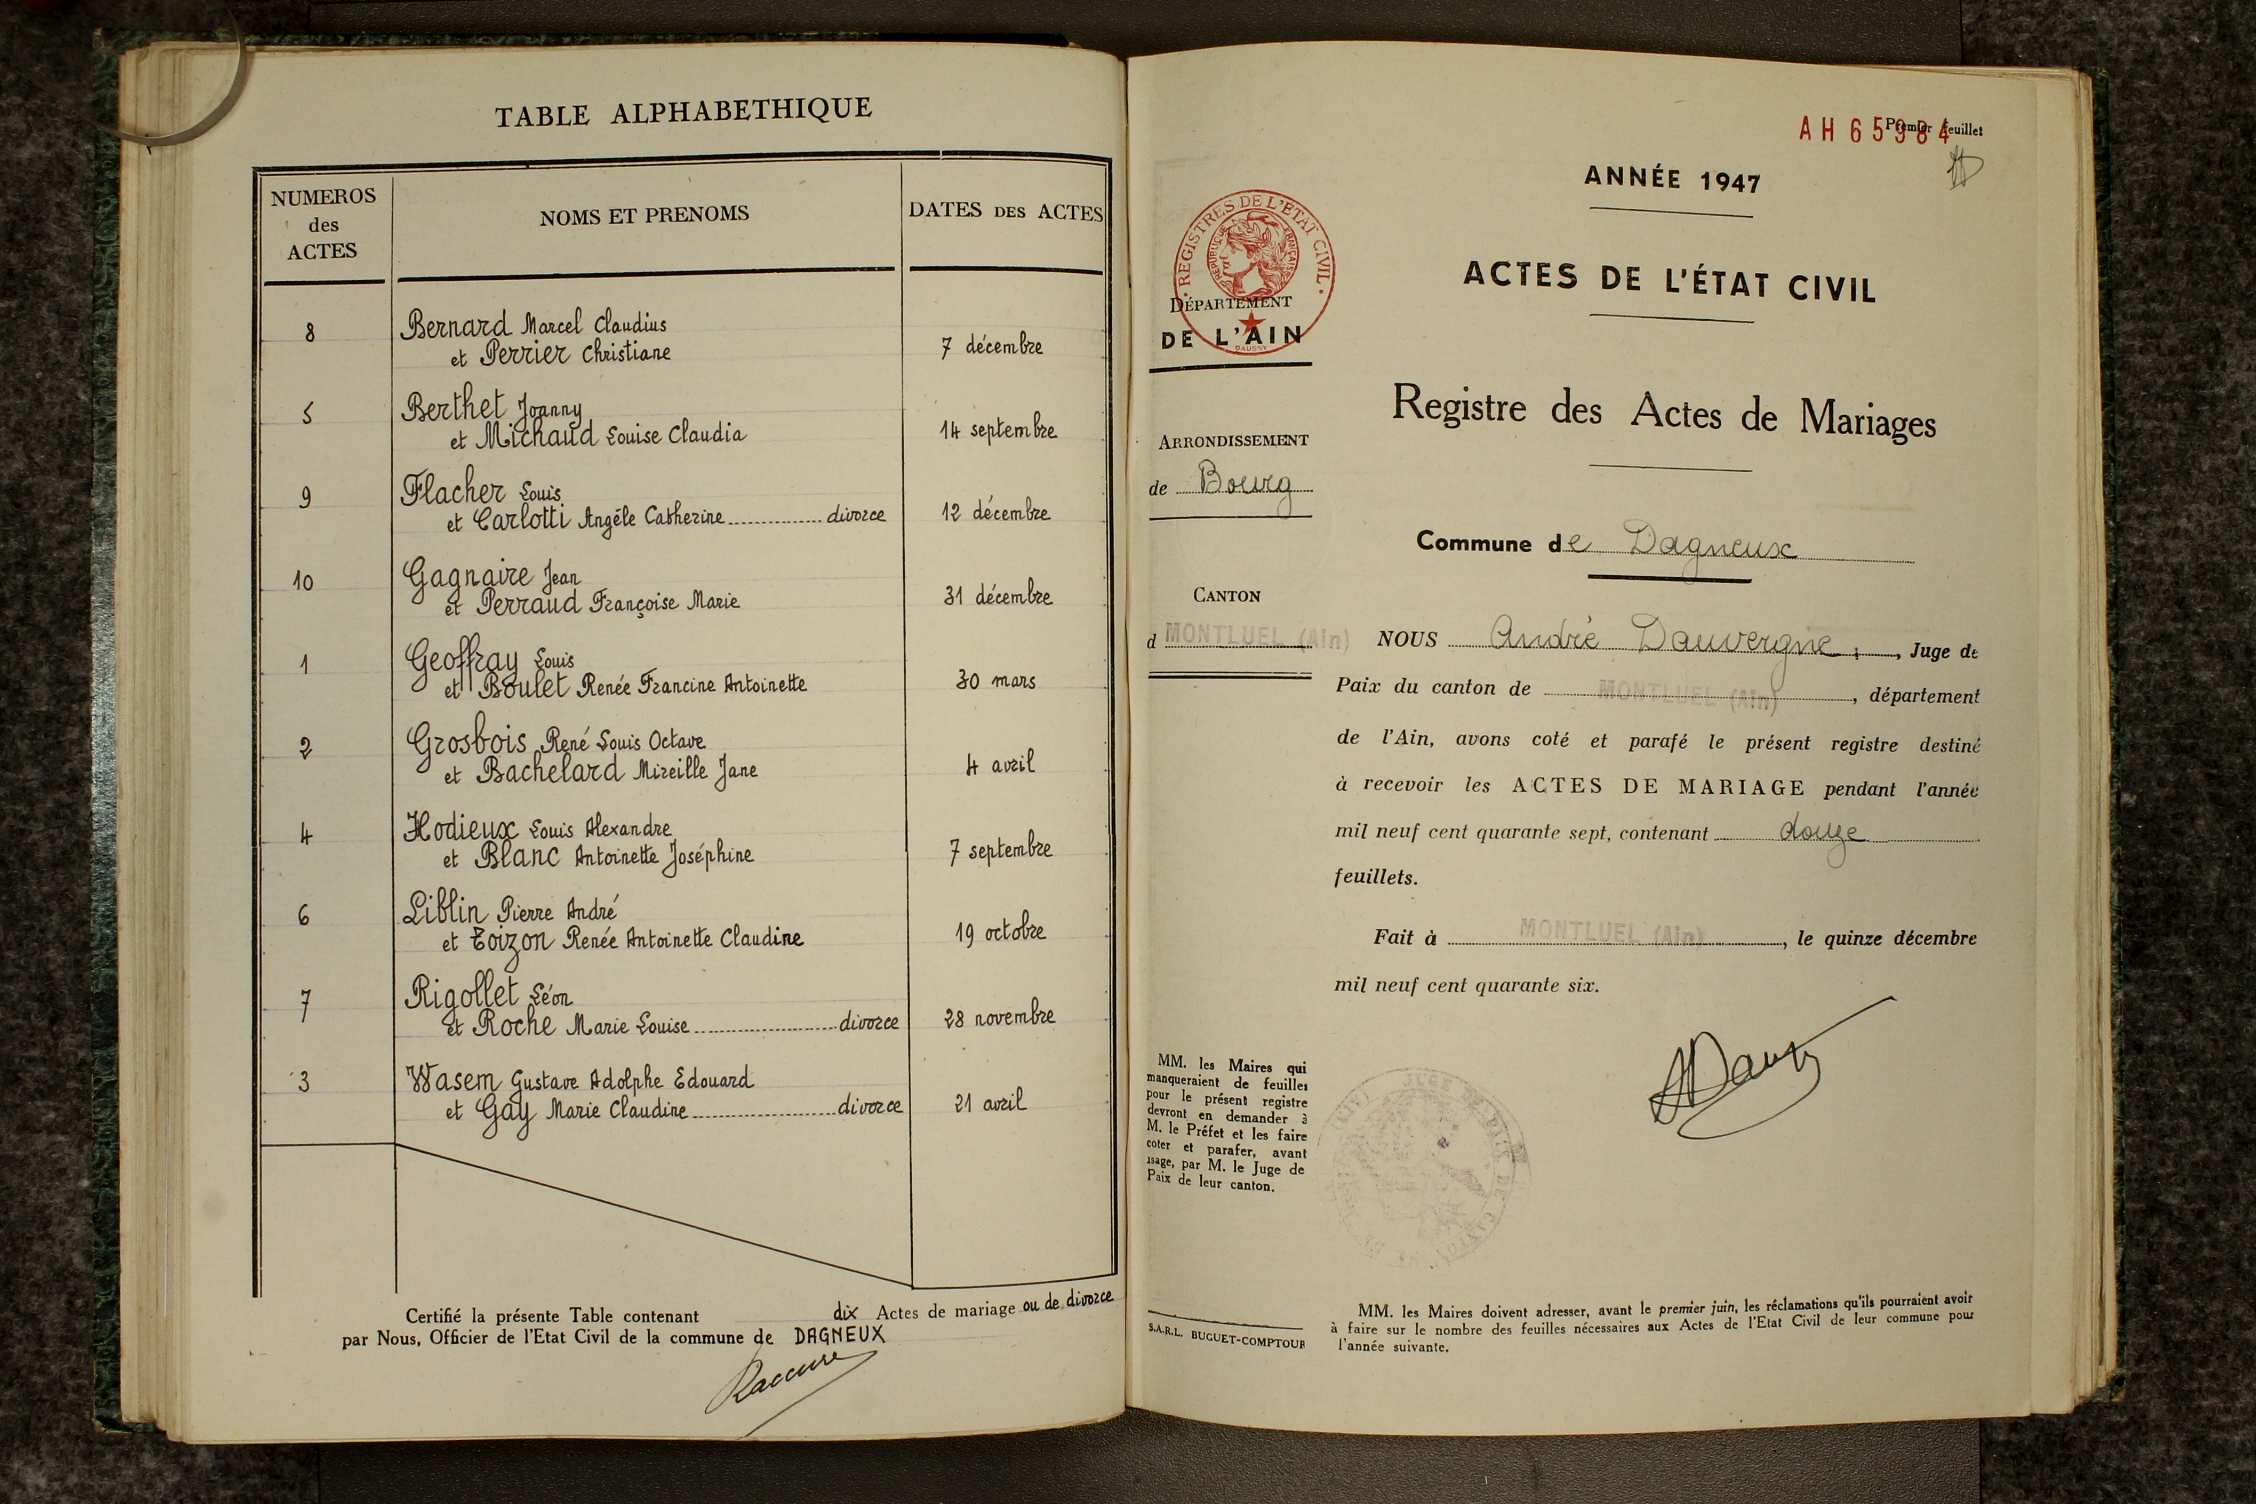 TABLE ALPHABETHIQUE
NUMEROS
des
ACTES
NOMS ET PRENOMS
DATES DES ACTES
8
Bernard Marcel Claudius
et Perrier Christiane
7 décembre
5
Berthet Joanny
et Michaud Louise Claudia
14 septembre
9
Flacher Louis
et Carlotti Angéle Catherine divorce
12 décembre
10
Gagnaire Jean
et Perraud Françoise Marie
31 décembre
1
Geoffray Louis
et Boulet Renée Francine Antoinette
30 mars
2
Grosbois René Louis Octave
et Bachelard Mireille Jane
4 avril
4
Hodieux Louis Alexandre
et Blanc Antoinette Joséphine
7 septembre
6
Liblin Pierre André
et Toizon Renée Antoinette Claudine
19 octobre
7
Rigollet Léon
et Roche Marie Louise divorce
28 novembre
3
Wasem Gustave Adolphe Edouard
et Gay Marie Claudine divorce
21 avril
Certifié la présente Table contenant dix Actes de mariage ou de divorce
par Nous, Officier de l'Etat Civil de la commune de DAGNEUX
AH 65984
Premier feuillet
ANNÉE 1947
REGISTRES DE L'ETAT CIVIL
REPUBLIQUE FRANÇAISE
DÉPARTEMENT
DE L'AIN
ACTES DE L'ÉTAT CIVIL
Registre des Actes de Mariages
ARRONDISSEMENT
de Bourg
Commune de Dagneux
CANTON
d MONTLUEL (Ain)
NOUS André Dauvergne, Juge de
Paix du canton de MONTLUEL (Ain), département
de l'Ain, avons coté et parafé le présent registre destiné
à recevoir les ACTES DE MARIAGE pendant l'année
mil neuf cent quarante sept, contenant douze
feuillets.
Fait à MONTLUEL (Ain), le quinze décembre
mil neuf cent quarante six.
MM. les Maires qui
manqueraient de feuilles
pour le présent registre
devront en demander à
M. le Préfet et les faire
coter et parafer, avant
usage, par M. le Juge de
Paix de leur canton.
S.A.R.L. BUGUET-COMPTOUR
MM. les Maires doivent adresser, avant le premier juin, les réclamations qu'ils pourraient avoir
à faire sur le nombre des feuilles nécessaires aux Actes de l'Etat Civil de leur commune pour
l'année suivante.